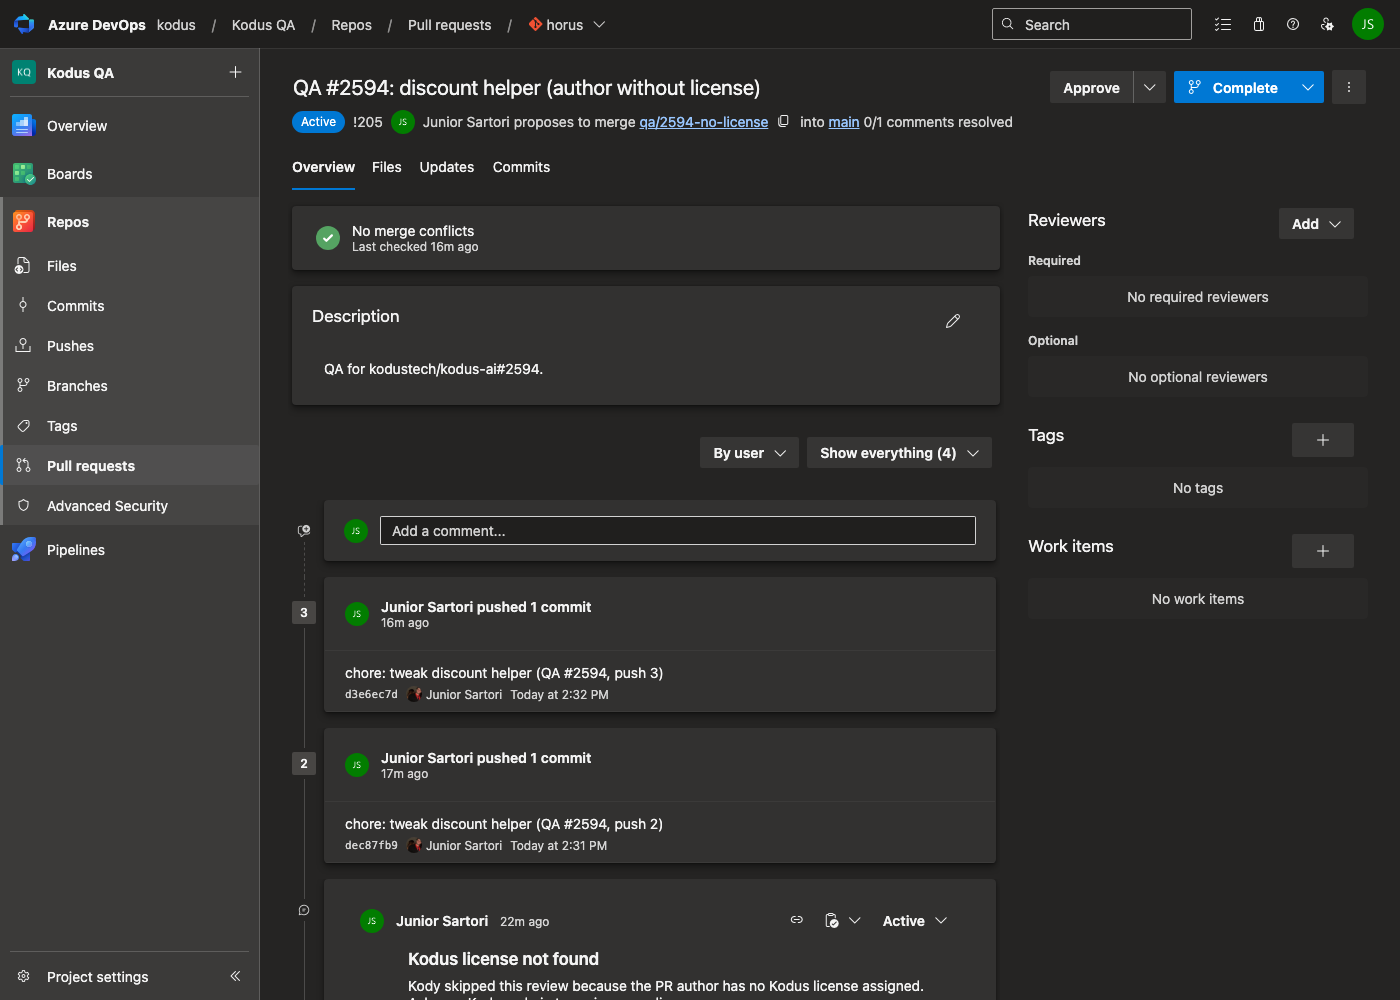 Azure DevOps kodus / Kodus QA / Repos / Pull requests / horus
Search
JS
KQ Kodus QA
Overview
Boards
Repos
Files
Commits
Pushes
Branches
Tags
Pull requests
Advanced Security
Pipelines
Project settings
QA #2594: discount helper (author without license)
Approve
Complete
Active !205 JS Junior Sartori proposes to merge qa/2594-no-license into main 0/1 comments resolved
Overview Files Updates Commits
No merge conflicts
Last checked 16m ago
Description
QA for kodustech/kodus-ai#2594.
By user Show everything (4)
JS Add a comment...
3
JS Junior Sartori pushed 1 commit
16m ago
chore: tweak discount helper (QA #2594, push 3)
d3e6ec7d Junior Sartori Today at 2:32 PM
2
JS Junior Sartori pushed 1 commit
17m ago
chore: tweak discount helper (QA #2594, push 2)
dec87fb9 Junior Sartori Today at 2:31 PM
JS Junior Sartori 22m ago Active
Kodus license not found
Kody skipped this review because the PR author has no Kodus license assigned.
Reviewers
Add
Required
No required reviewers
Optional
No optional reviewers
Tags
No tags
Work items
No work items